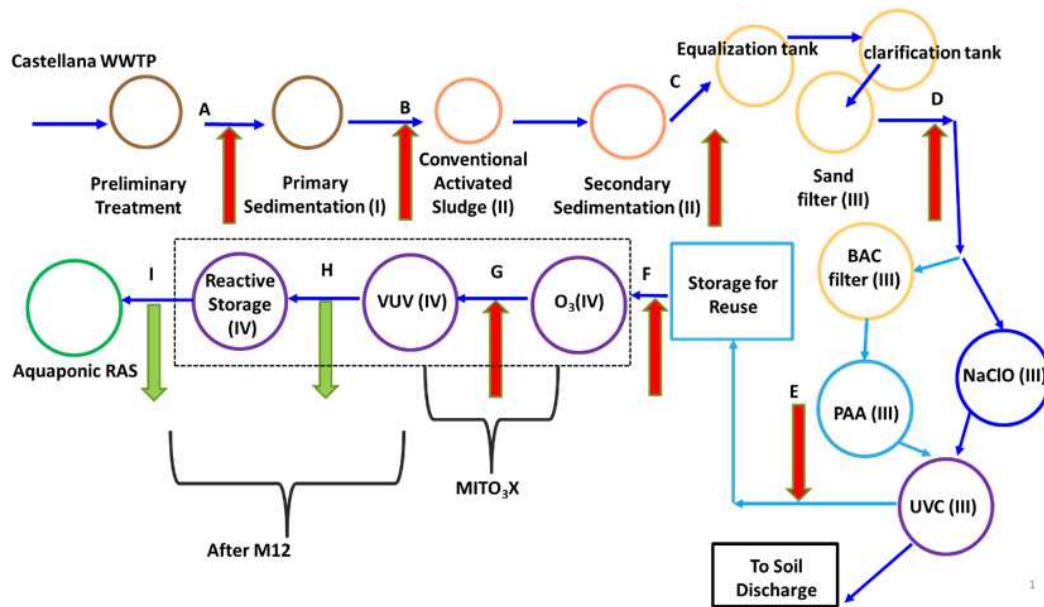 Castellana WWTP
A
B
C
Equalization tank
clarification tank
D
Preliminary
Treatment
Primary
Sedimentation (I)
Conventional
Activated
Sludge (II)
Secondary
Sedimentation (II)
Sand
filter (III)
I
Reactive
Storage
(IV)
H
VUV (IV)
G
O₃(IV)
F
Storage for
Reuse
BAC
filter (III)
Aquaponic RAS
E
PAA (III)
NaClO (III)
MITO₃X
UVC (III)
After M12
To Soil
Discharge
1